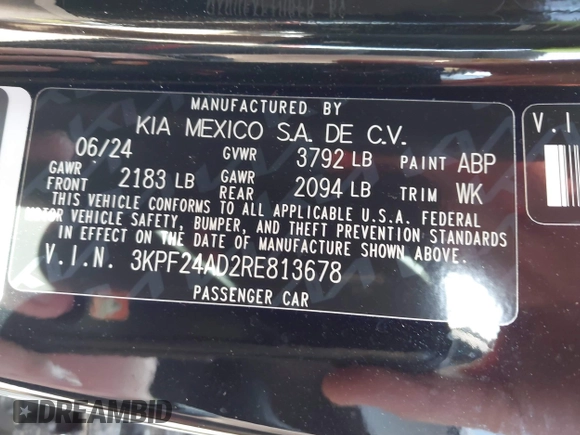 MANUFACTURED BY
KIA MEXICO S.A. DE C.V.
06/24 GVWR 3792 LB PAINT ABP
GAWR FRONT 2183 LB GAWR REAR 2094 LB TRIM WK
THIS VEHICLE CONFORMS TO ALL APPLICABLE U.S.A. FEDERAL
MOTOR VEHICLE SAFETY, BUMPER, AND THEFT PREVENTION STANDARDS
IN EFFECT ON THE DATE OF MANUFACTURE SHOWN ABOVE.
V.I.N. 3KPF24AD2RE813678
PASSENGER CAR
V.I
DREAMBID